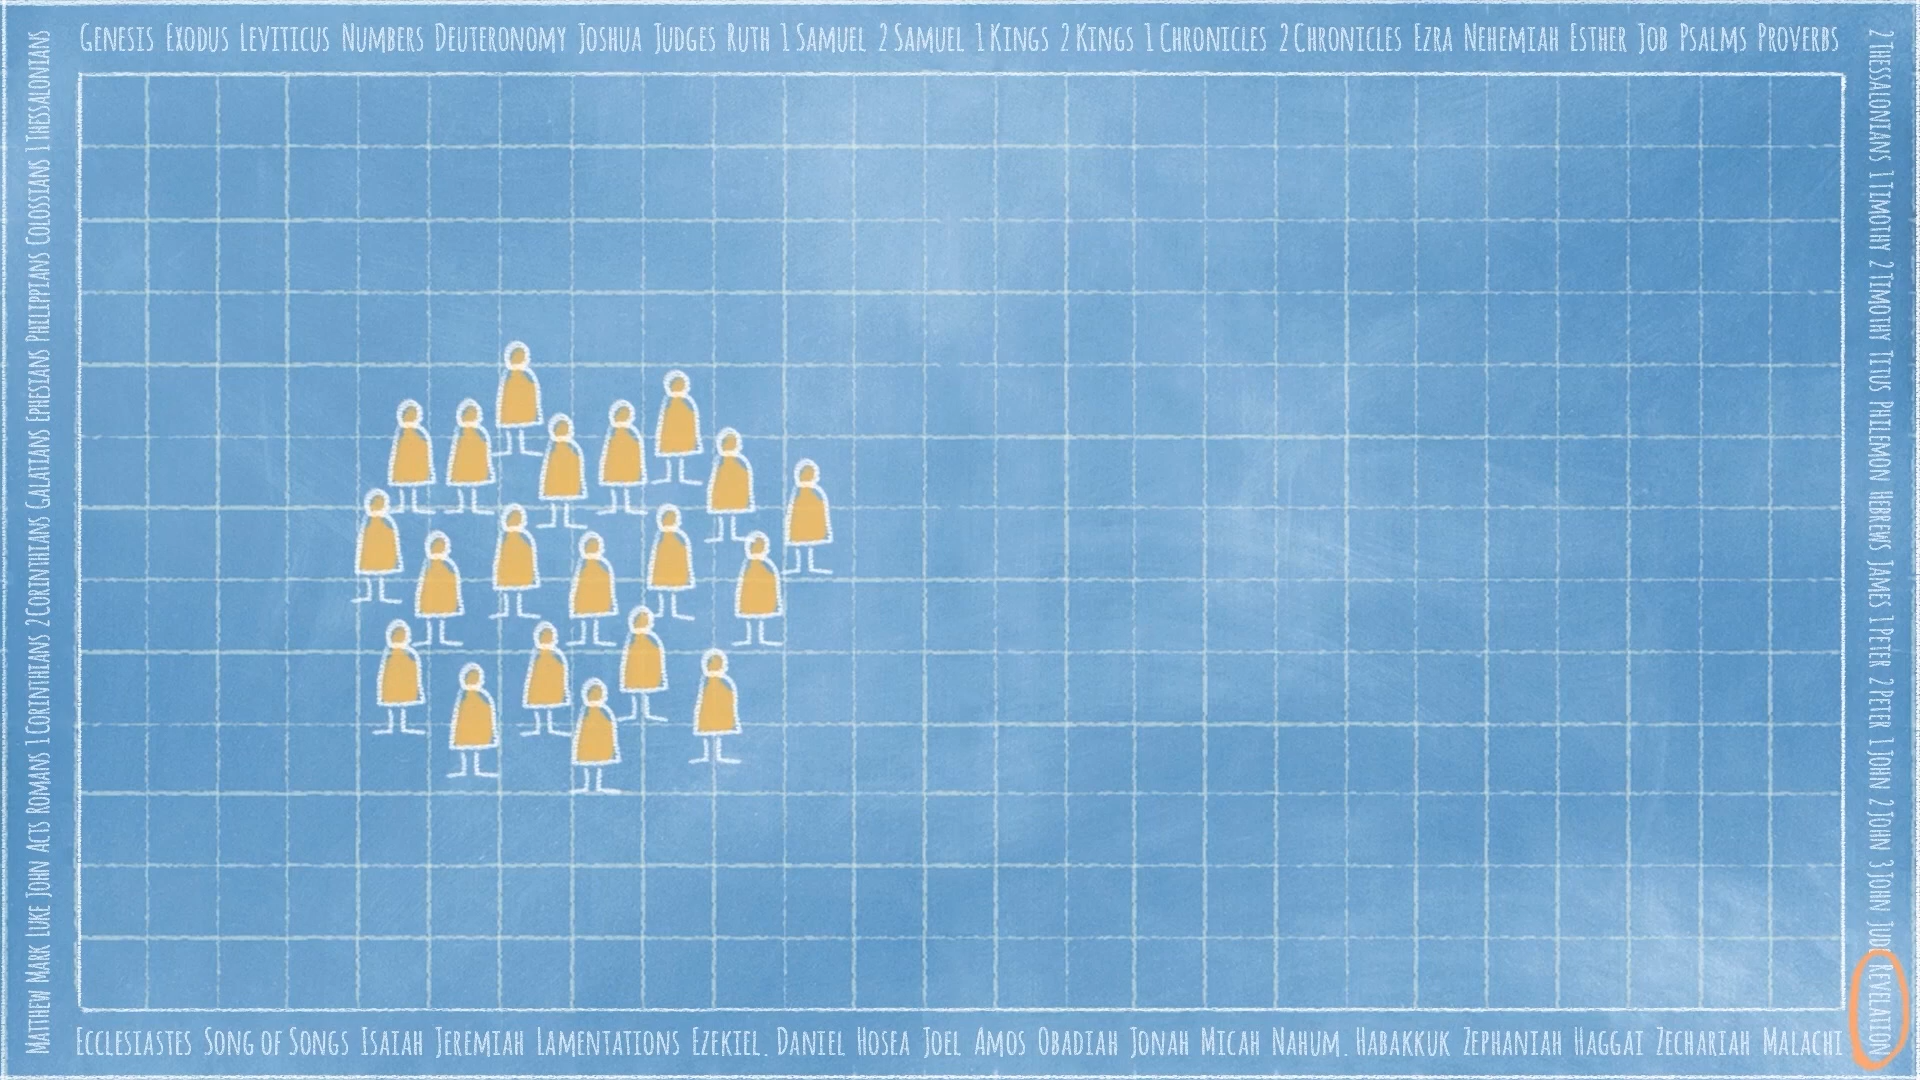 Genesis Exodus Leviticus Numbers Deuteronomy Joshua Judges Ruth 1 Samuel 2 Samuel 1 Kings 2 Kings 1 Chronicles 2 Chronicles Ezra Nehemiah Esther Job Psalms Proverbs
Ecclesiastes Song of Songs Isaiah Jeremiah Lamentations Ezekiel. Daniel Hosea Joel Amos Obadiah Jonah Micah Nahum. Habakkuk Zephaniah Haggai Zechariah Malachi
Matthew Mark Luke John Acts Romans 1 Corinthians 2 Corinthians Galatians Ephesians Philippians Colossians 1 Thessalonians
2 Thessalonians 1 Timothy 2 Timothy Titus Philemon Hebrews James 1 Peter 2 Peter 1 John 2 John 3 John Jud Revelation